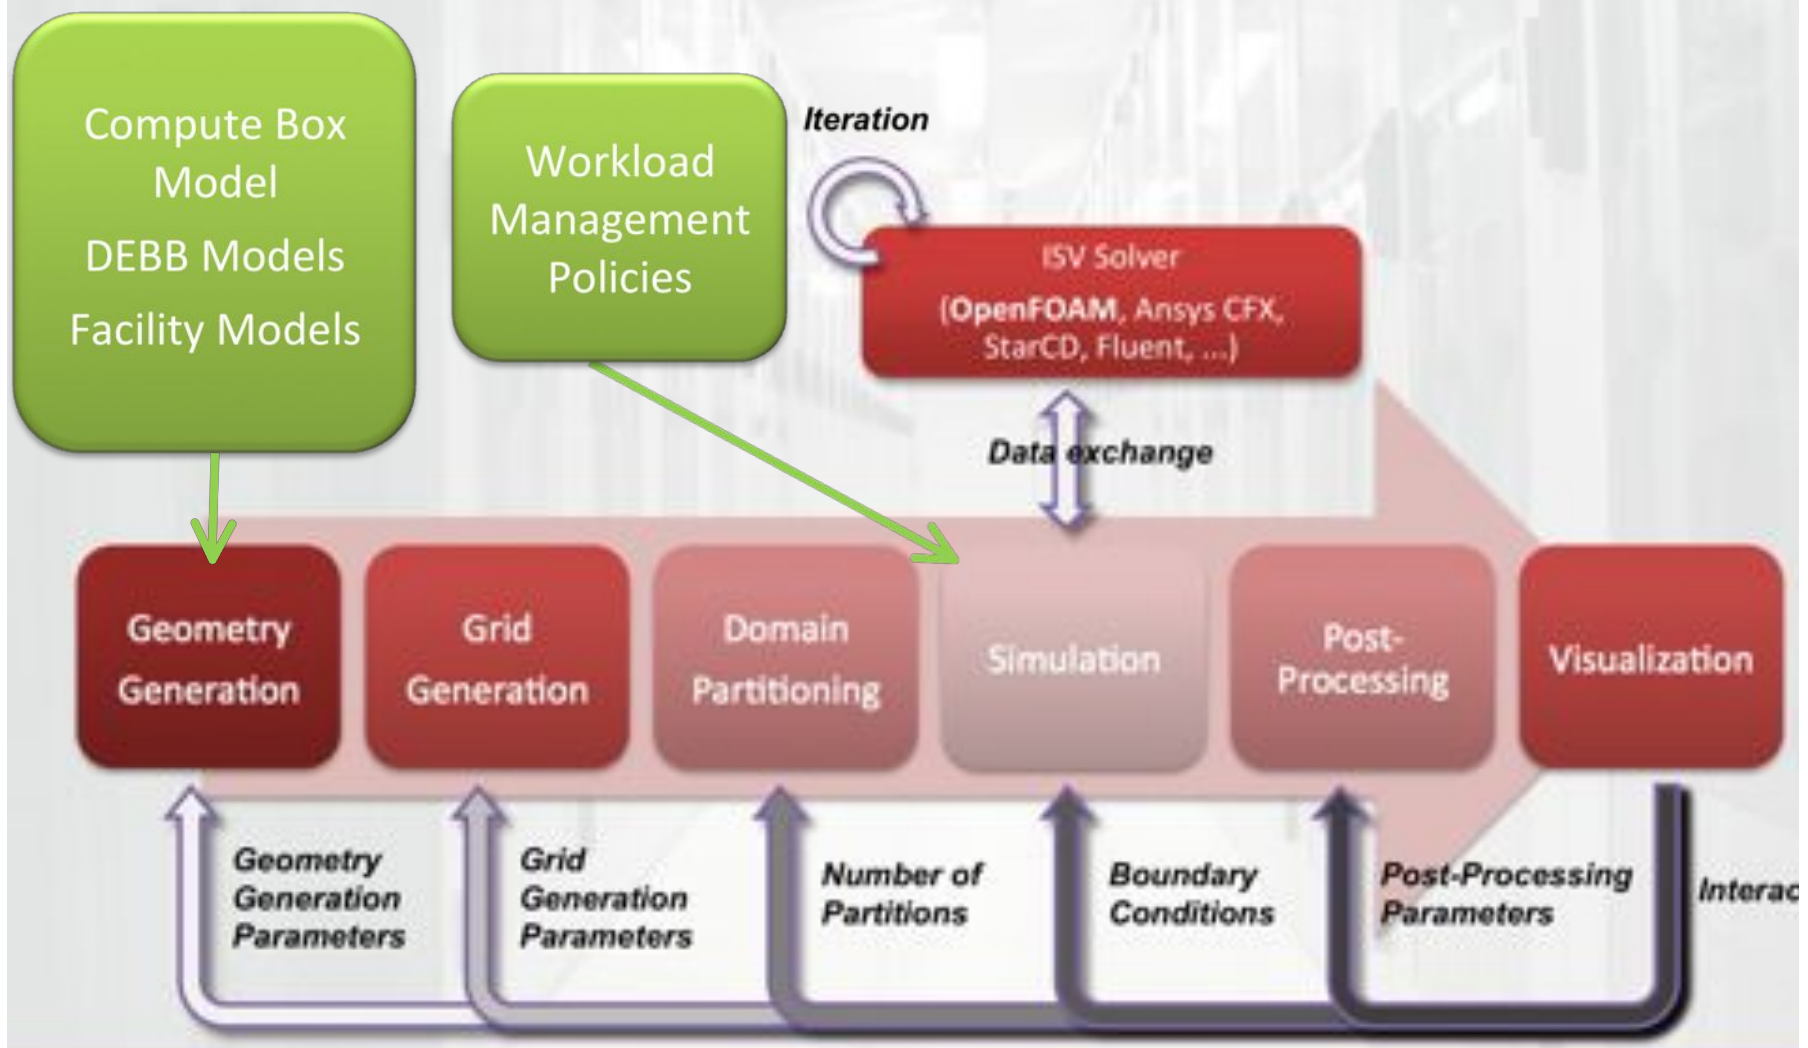 Compute Box
Model
DEBB Models
Facility Models
Workload
Management
Policies
Iteration
ISV Solver
(OpenFOAM, Ansys CFX,
StarCD, Fluent, ...)
Data exchange
Geometry
Generation
Grid
Generation
Domain
Partitioning
Simulation
Post-
Processing
Visualization
Geometry
Generation
Parameters
Grid
Generation
Parameters
Number of
Partitions
Boundary
Conditions
Post-Processing
Parameters
Interac